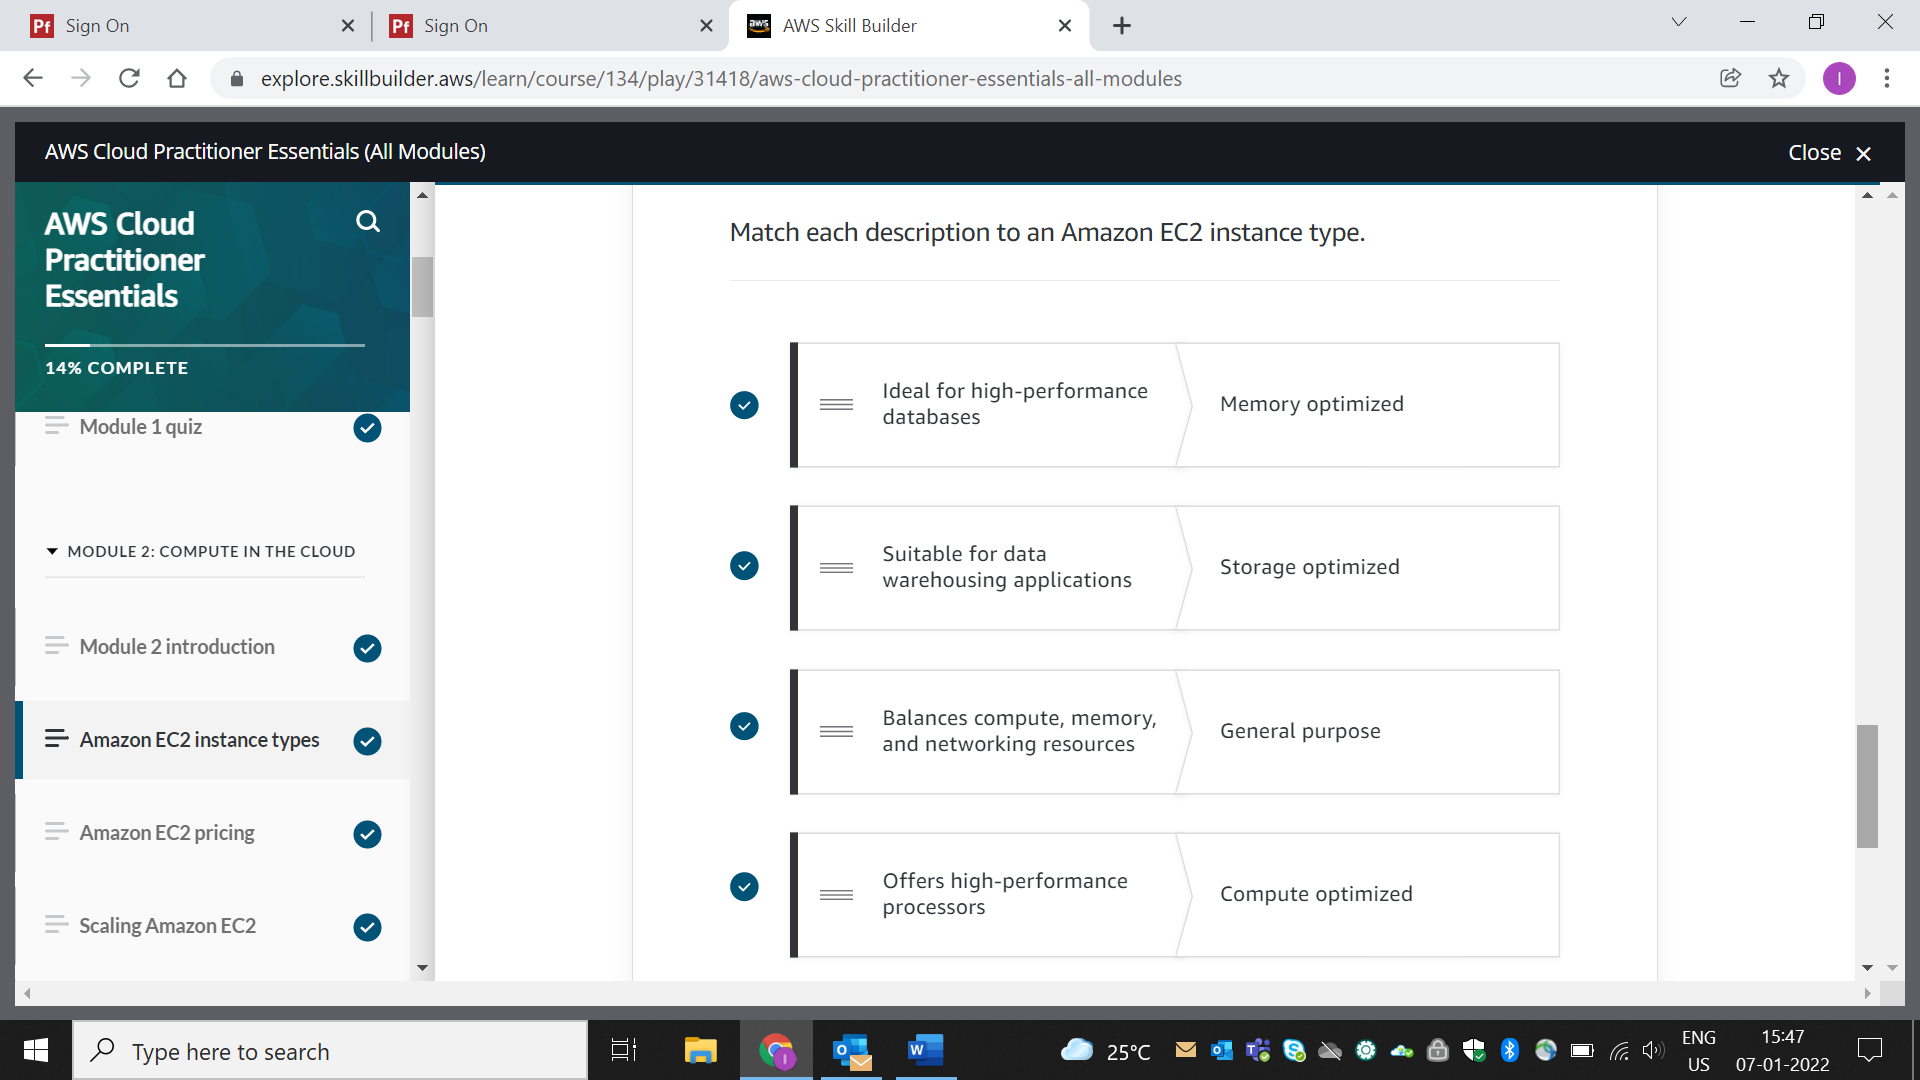 Pf Sign On
Pf Sign On
aws AWS Skill Builder
explore.skillbuilder.aws/learn/course/134/play/31418/aws-cloud-practitioner-essentials-all-modules
I
AWS Cloud Practitioner Essentials (All Modules)
Close
AWS Cloud
Practitioner
Essentials
14% COMPLETE
Module 1 quiz
MODULE 2: COMPUTE IN THE CLOUD
Module 2 introduction
Amazon EC2 instance types
Amazon EC2 pricing
Scaling Amazon EC2
Match each description to an Amazon EC2 instance type.
Ideal for high-performance
databases
Memory optimized
Suitable for data
warehousing applications
Storage optimized
Balances compute, memory,
and networking resources
General purpose
Offers high-performance
processors
Compute optimized
Type here to search
25°C
ENG
US
15:47
07-01-2022